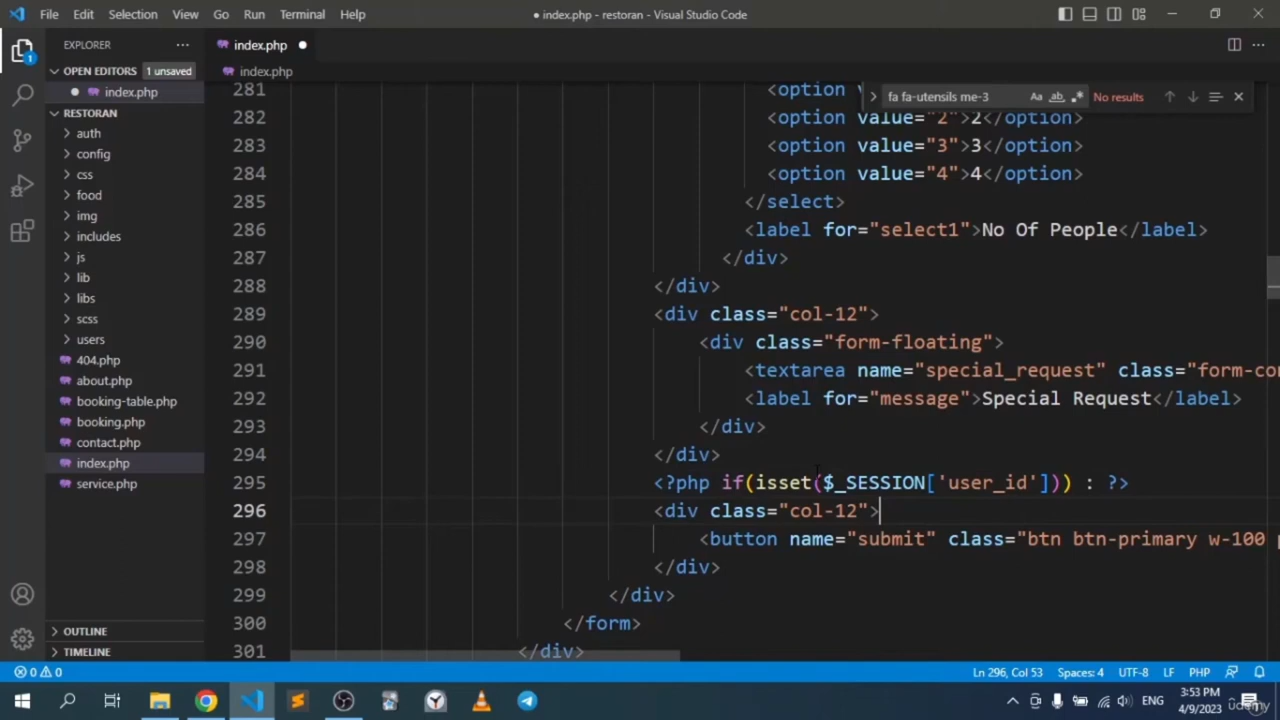 File Edit Selection View Go Run Terminal Help
● index.php - restoran - Visual Studio Code
EXPLORER
index.php
OPEN EDITORS 1 unsaved
index.php
index.php
RESTORAN
auth
config
css
food
img
includes
js
lib
libs
scss
users
404.php
about.php
booking-table.php
booking.php
contact.php
index.php
service.php
OUTLINE
TIMELINE
fa fa-utensils me-3 Aa ab No results
281 <option
282 <option value="2">2</option>
283 <option value="3">3</option>
284 <option value="4">4</option>
285 </select>
286 <label for="select1">No Of People</label>
287 </div>
288 </div>
289 <div class="col-12">
290 <div class="form-floating">
291 <textarea name="special_request" class="form-co
292 <label for="message">Special Request</label>
293 </div>
294 </div>
295 <?php if(isset($_SESSION['user_id'])) : ?>
296 <div class="col-12">
297 <button name="submit" class="btn btn-primary w-100 p
298 </div>
299 </div>
300 </form>
301 </div>
0 0 Ln 296, Col 53 Spaces: 4 UTF-8 LF PHP
ENG
3:53 PM
4/9/2023
udemy